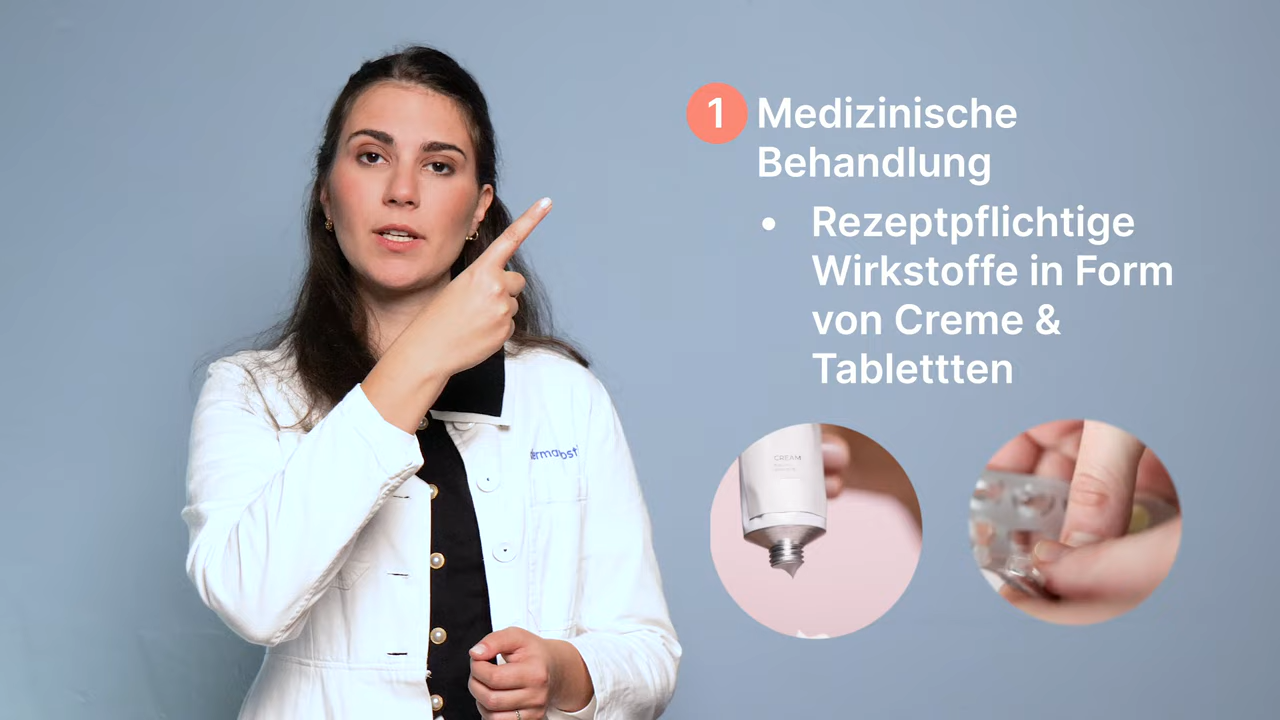 1 Medizinische
Behandlung
• Rezeptpflichtige
Wirkstoffe in Form
von Creme &
Tablettten
CREAM